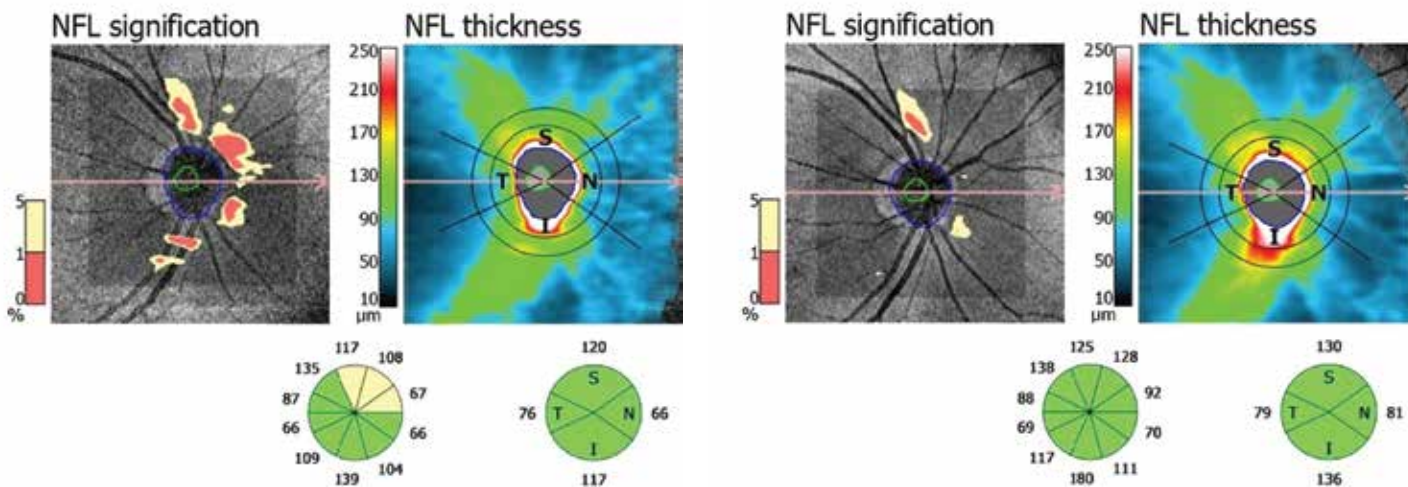 NFL signification
NFL thickness
250
210
170
130
90
50
10
µm
5
1
0
%
S
T
N
I
117
108
135
67
87
66
66
109
104
139
120
S
76
T
N
66
I
117
NFL signification
NFL thickness
250
210
170
130
90
50
10
µm
5
1
0
%
S
T
N
I
125
128
138
92
88
69
70
117
111
180
130
S
79
T
N
81
I
136